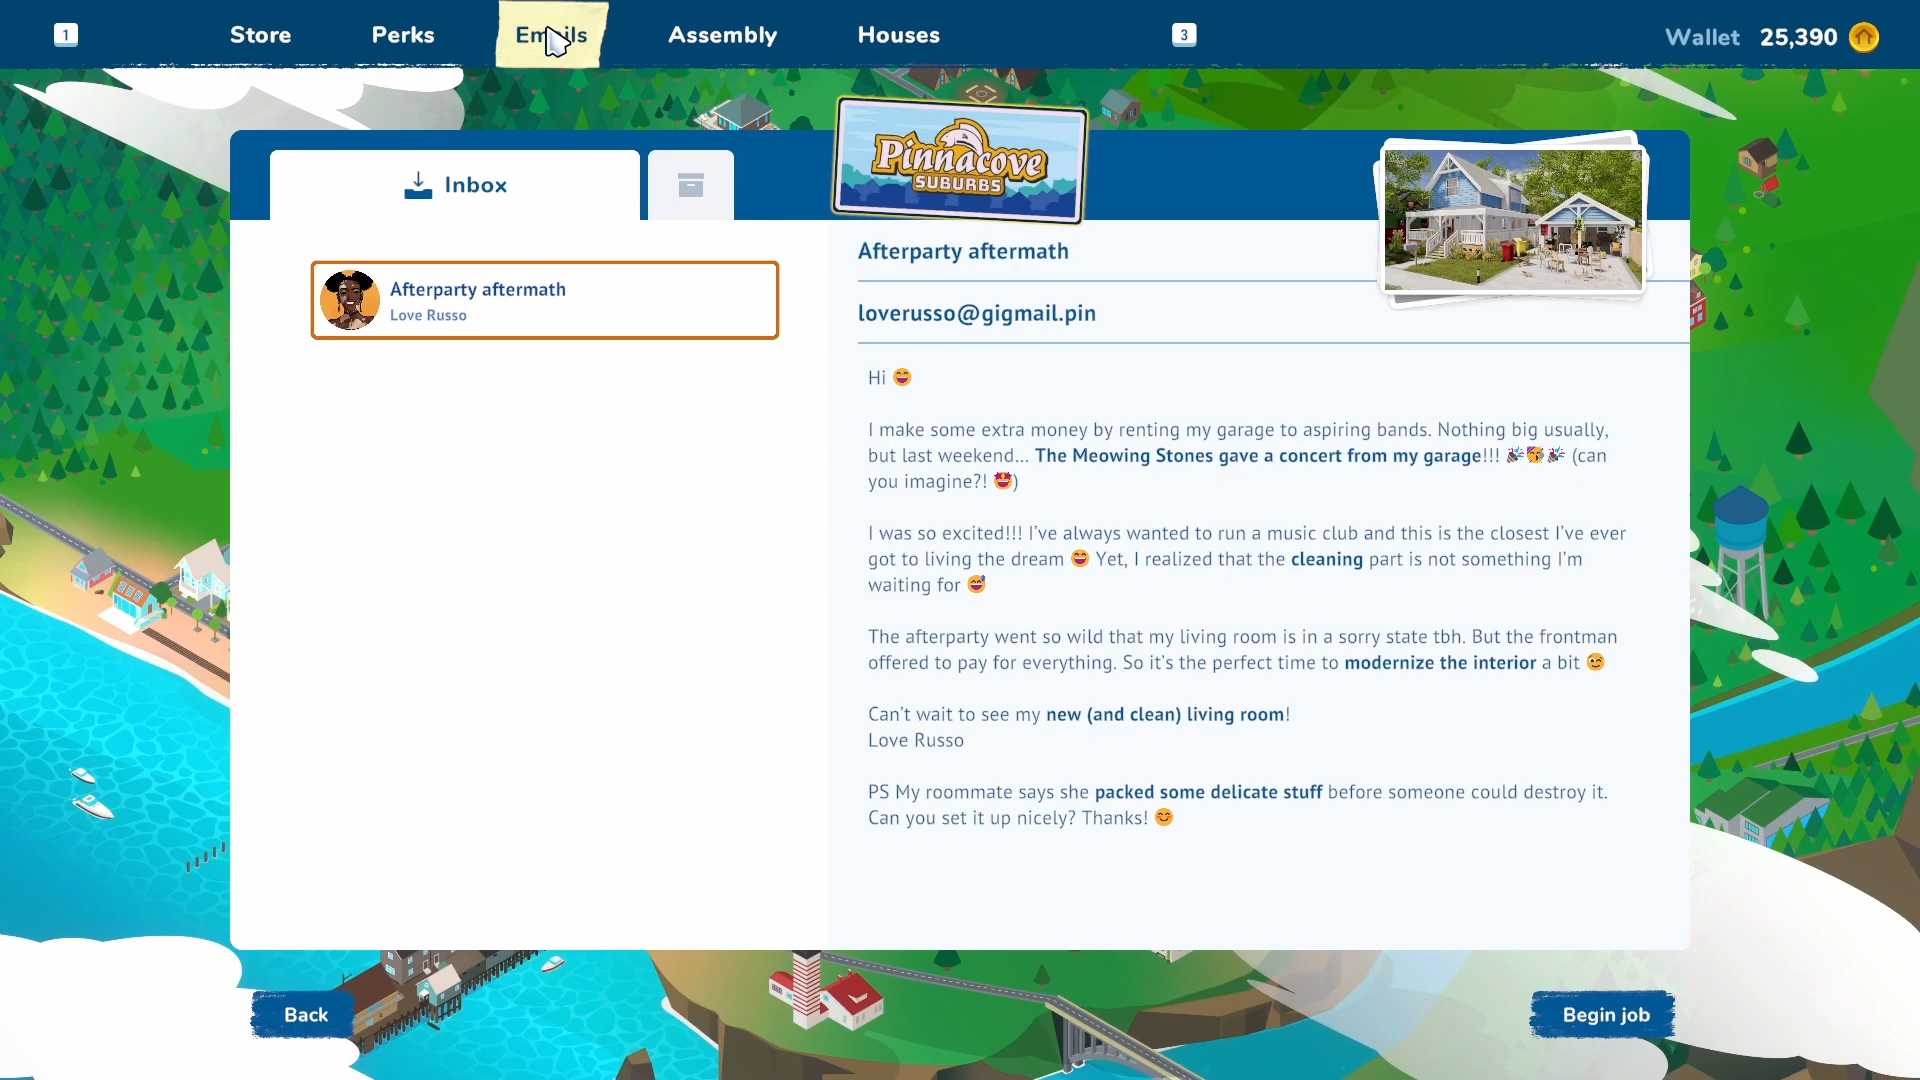 1
Store
Perks
Emails
Assembly
Houses
3
Wallet 25,390
Inbox
Pinnacove
SUBURBS
Afterparty aftermath
Love Russo
Afterparty aftermath
loverusso@gigmail.pin
Hi 😄
I make some extra money by renting my garage to aspiring bands. Nothing big usually,
but last weekend... The Meowing Stones gave a concert from my garage!!! 🎉🥳🎉 (can
you imagine?! 🤩)
I was so excited!!! I've always wanted to run a music club and this is the closest I've ever
got to living the dream 😄 Yet, I realized that the cleaning part is not something I'm
waiting for 😅
The afterparty went so wild that my living room is in a sorry state tbh. But the frontman
offered to pay for everything. So it's the perfect time to modernize the interior a bit 😉
Can't wait to see my new (and clean) living room!
Love Russo
PS My roommate says she packed some delicate stuff before someone could destroy it.
Can you set it up nicely? Thanks! 😊
Back
Begin job